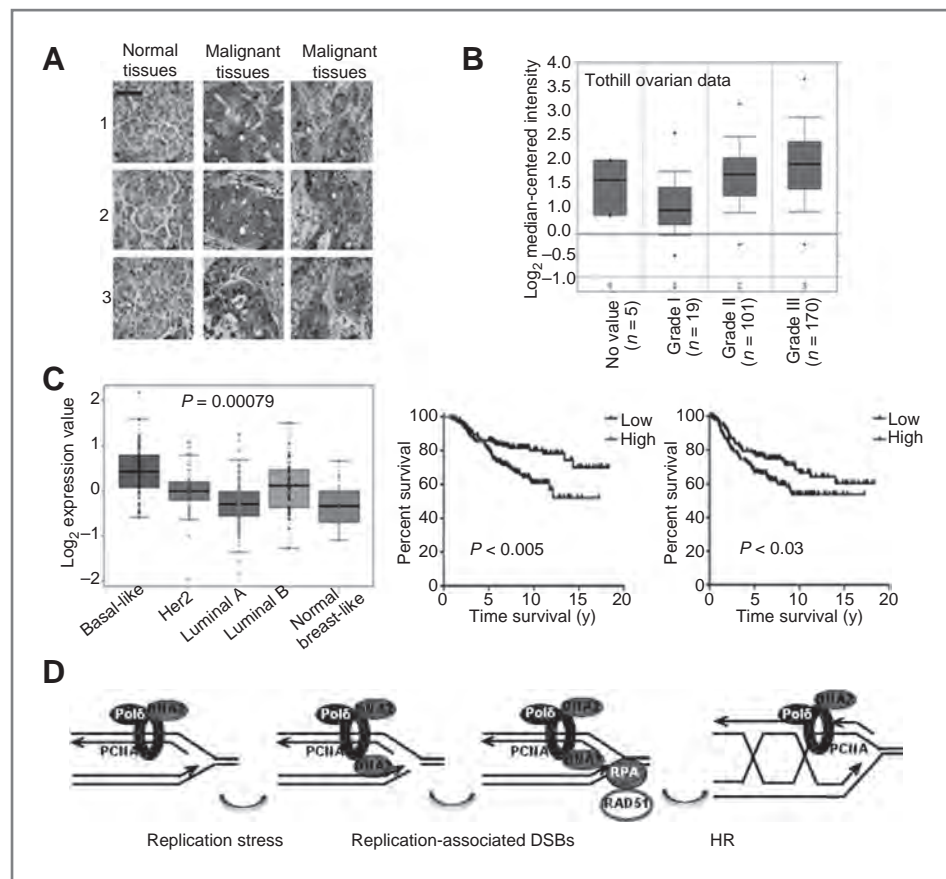 A
Normal tissues
Malignant tissues
Malignant tissues
1
2
3
B
Tothill ovarian data
Log2 median-centered intensity
4.0
3.5
3.0
2.5
2.0
1.5
1.0
0.0
−0.5
−1.0
No value (n = 5)
Grade I (n = 19)
Grade II (n = 101)
Grade III (n = 170)
C
P = 0.00079
Log2 expression value
2
1
0
−1
−2
Basal-like
Her2
Luminal A
Luminal B
Normal breast-like
Percent survival
100
80
60
40
80
20
0
Low
High
P < 0.005
0 5 10 15 20
Time survival (y)
Percent survival
100
80
60
40
80
20
0
Low
High
P < 0.03
0 5 10 15 20
Time survival (y)
D
Polδ
PCNA
Polδ
PCNA
Polδ
PCNA
RPA
RAD51
Polδ
PCNA
Replication stress
Replication-associated DSBs
HR